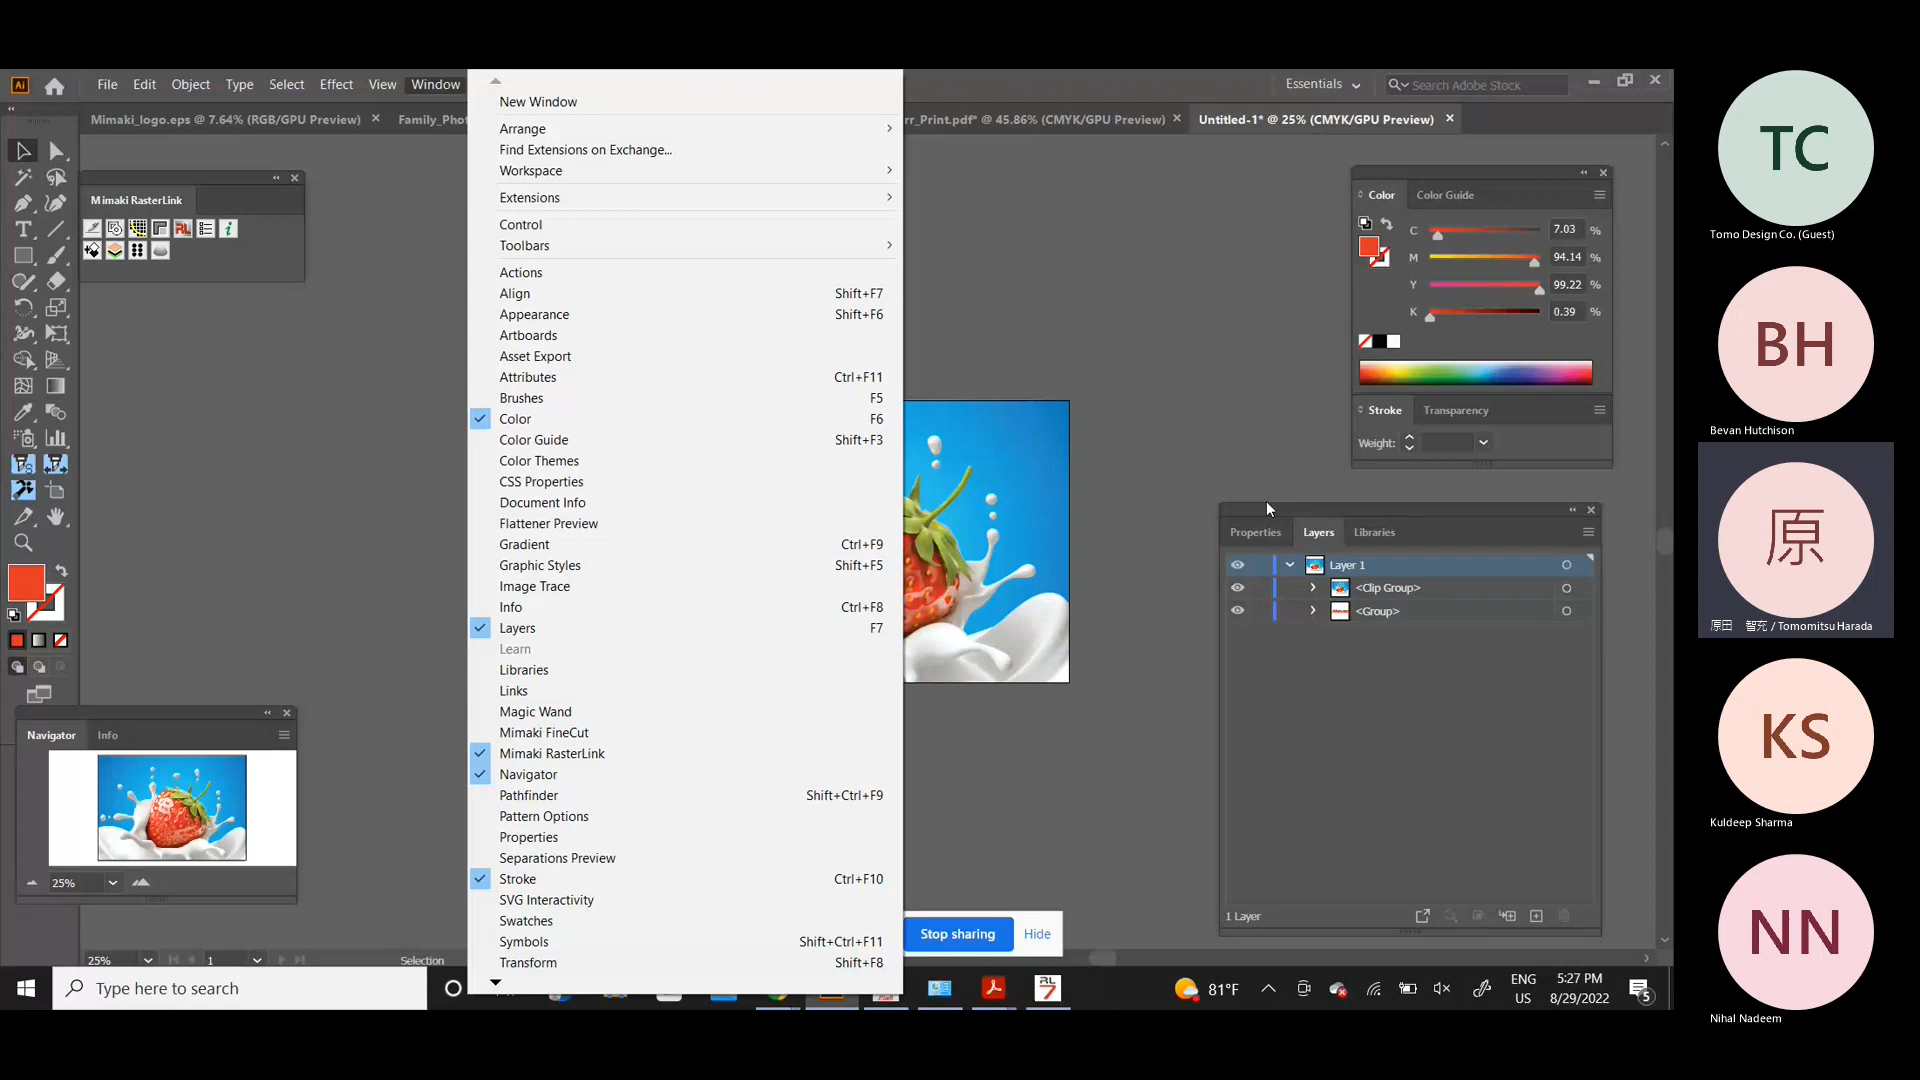 Ai
File Edit Object Type Select Effect View Window
Essentials
Search Adobe Stock
Mimaki_logo.eps @ 7.64% (RGB/GPU Preview)
Family_Phot
rr_Print.pdf* @ 45.86% (CMYK/GPU Preview)
Untitled-1* @ 25% (CMYK/GPU Preview)
Mimaki RasterLink
RL
New Window
Arrange
Find Extensions on Exchange...
Workspace
Extensions
Control
Toolbars
Actions
Align Shift+F7
Appearance Shift+F6
Artboards
Asset Export
Attributes Ctrl+F11
Brushes F5
Color F6
Color Guide Shift+F3
Color Themes
CSS Properties
Document Info
Flattener Preview
Gradient Ctrl+F9
Graphic Styles Shift+F5
Image Trace
Info Ctrl+F8
Layers F7
Learn
Libraries
Links
Magic Wand
Mimaki FineCut
Mimaki RasterLink
Navigator
Pathfinder Shift+Ctrl+F9
Pattern Options
Properties
Separations Preview
Stroke Ctrl+F10
SVG Interactivity
Swatches
Symbols Shift+Ctrl+F11
Transform Shift+F8
Color Color Guide
C 7.03 %
M 94.14 %
Y 99.22 %
K 0.39 %
Stroke Transparency
Weight:
Properties Layers Libraries
Layer 1
<Clip Group>
<Group>
1 Layer
Navigator Info
25%
25% 1 Selection
Stop sharing Hide
Type here to search
RL
7
81°F
ENG
US
5:27 PM
8/29/2022
5
TC
Tomo Design Co. (Guest)
BH
Bevan Hutchison
原
原田 智充 / Tomomitsu Harada
KS
Kuldeep Sharma
NN
Nihal Nadeem